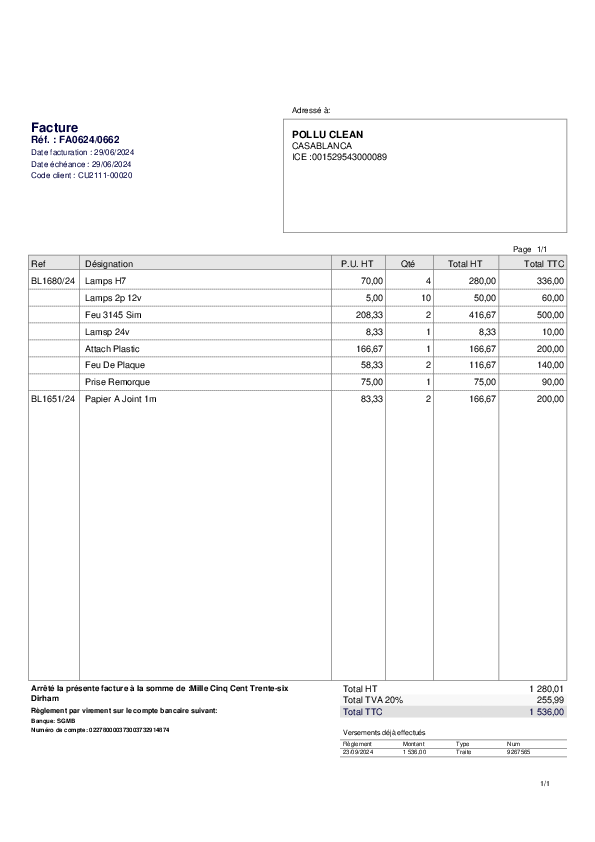 Adressé à:
Facture
Réf. : FA0624/0662
Date facturation : 29/06/2024
Date échéance : 29/06/2024
Code client : CU2111-00020
POLLU CLEAN
CASABLANCA
ICE :001529543000089
Page 1/1
Ref Désignation P.U. HT Qté Total HT Total TTC
BL1680/24 Lamps H7 70,00 4 280,00 336,00
Lamps 2p 12v 5,00 10 50,00 60,00
Feu 3145 Sim 208,33 2 416,67 500,00
Lamsp 24v 8,33 1 8,33 10,00
Attach Plastic 166,67 1 166,67 200,00
Feu De Plaque 58,33 2 116,67 140,00
Prise Remorque 75,00 1 75,00 90,00
BL1651/24 Papier A Joint 1m 83,33 2 166,67 200,00
Arrêté la présente facture à la somme de :Mille Cinq Cent Trente-six
Dirham
Règlement par virement sur le compte bancaire suivant:
Banque: SGMB
Numéro de compte: 022780000373003732914874
Total HT 1 280,01
Total TVA 20% 255,99
Total TTC 1 536,00
Versements déjà effectués
Règlement Montant Type Num
23/09/2024 1 536,00 Traite 9267565
1/1